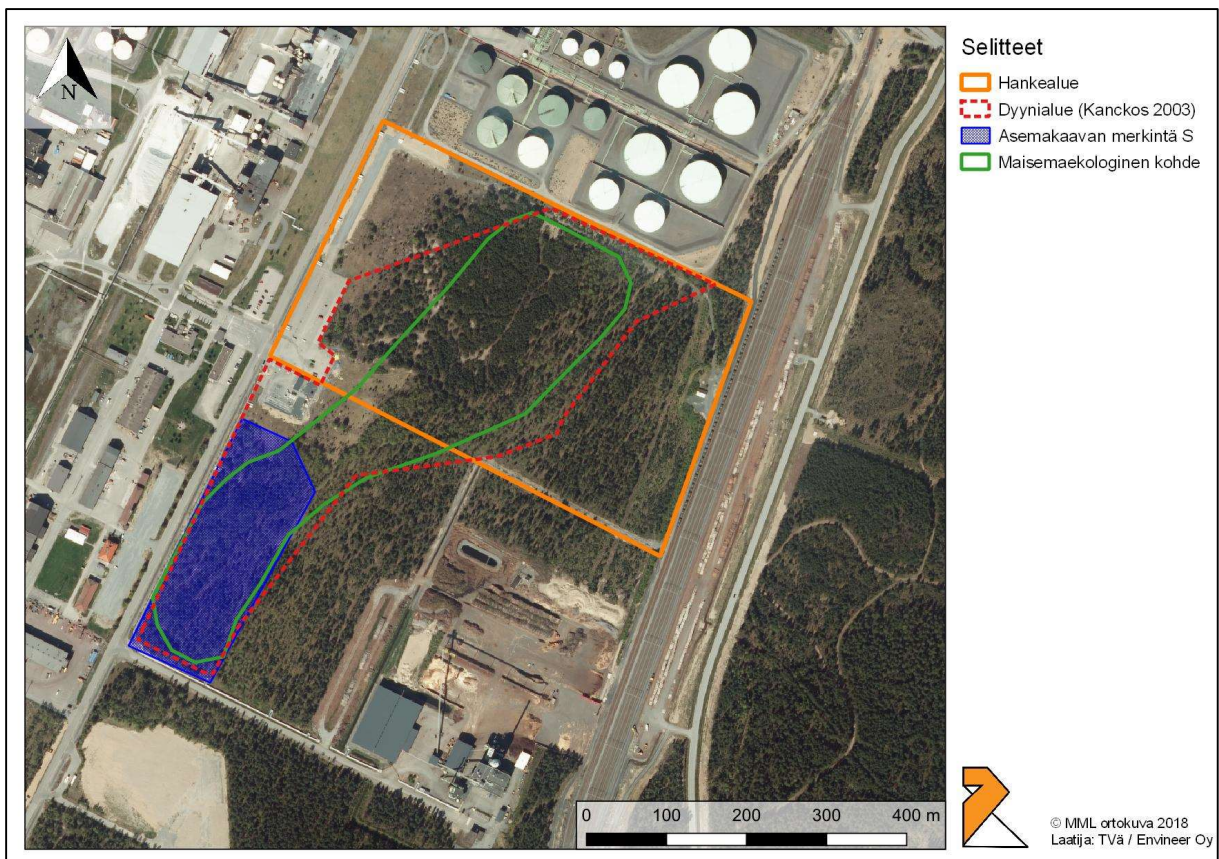 N
Selitteet
Hankealue
Dyynialue (Kanckos 2003)
Asemakaavan merkintä S
Maisemaekologinen kohde
0 100 200 300 400 m
© MML ortokuva 2018
Laatija: TVä / Envineer Oy